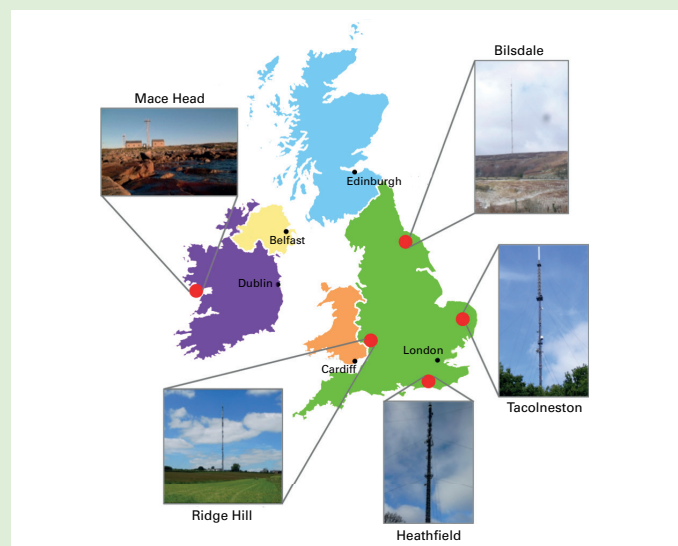 Bilsdale
Mace Head
Edinburgh
Belfast
Dublin
London
Cardiff
Tacolneston
Ridge Hill
Heathfield